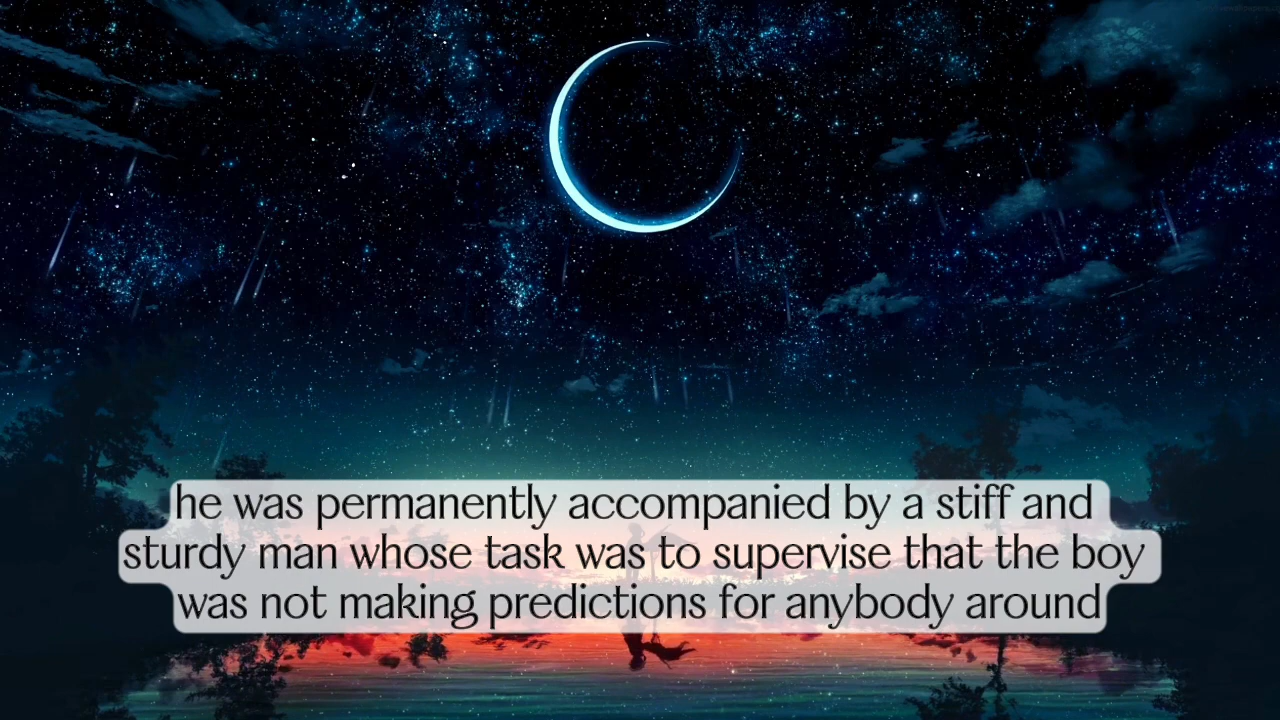 he was permanently accompanied by a stiff and
sturdy man whose task was to supervise that the boy
was not making predictions for anybody around